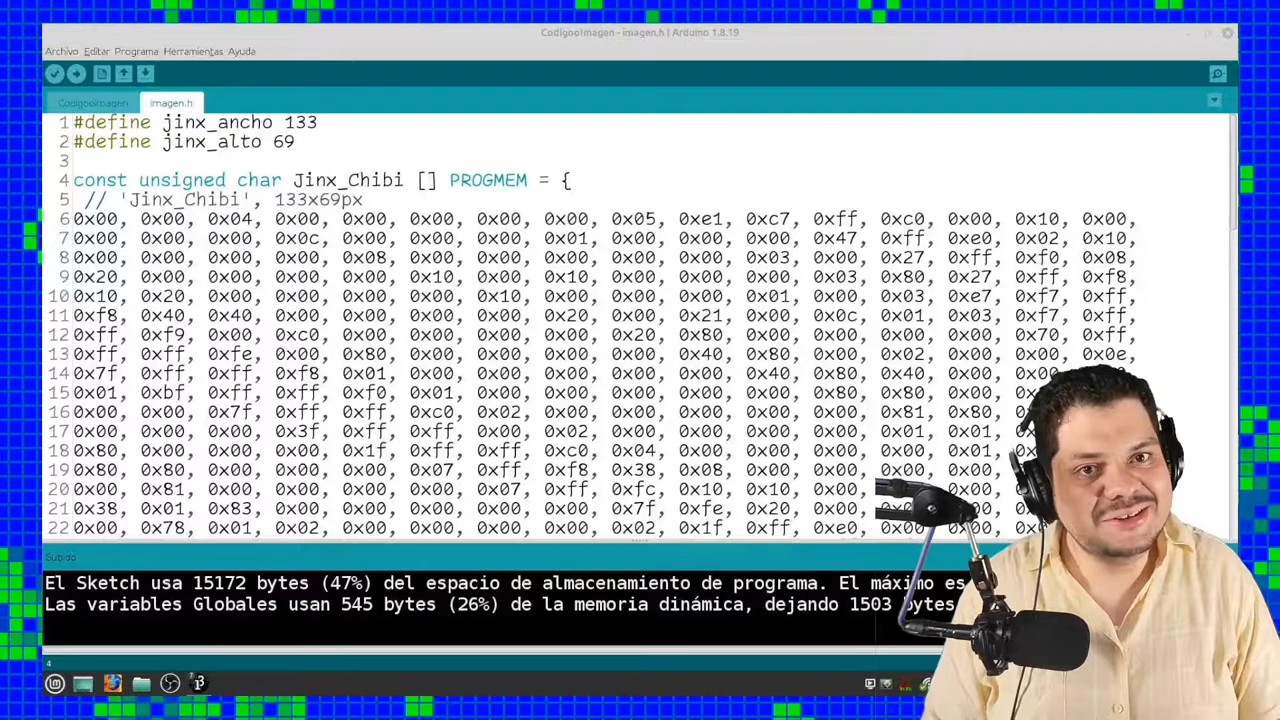 CodigoImagen - imagen.h | Arduino 1.8.19
Archivo Editar Programa Herramientas Ayuda
CodigoImagen imagen.h
1 #define jinx_ancho 133
2 #define jinx_alto 69
3
4 const unsigned char Jinx_Chibi [] PROGMEM = {
5 // 'Jinx_Chibi', 133x69px
6 0x00, 0x00, 0x04, 0x00, 0x00, 0x00, 0x00, 0x00, 0x05, 0xe1, 0xc7, 0xff, 0xc0, 0x00, 0x10, 0x00,
7 0x00, 0x00, 0x00, 0x0c, 0x00, 0x00, 0x00, 0x01, 0x00, 0x00, 0x00, 0x47, 0xff, 0xe0, 0x02, 0x10,
8 0x00, 0x00, 0x00, 0x00, 0x08, 0x00, 0x00, 0x00, 0x00, 0x03, 0x00, 0x27, 0xff, 0xf0, 0x08,
9 0x20, 0x00, 0x00, 0x00, 0x00, 0x10, 0x00, 0x10, 0x00, 0x00, 0x03, 0x80, 0x27, 0xff, 0xf8,
10 0x10, 0x20, 0x00, 0x00, 0x00, 0x00, 0x10, 0x00, 0x00, 0x00, 0x01, 0x00, 0x03, 0xe7, 0xf7, 0xff,
11 0xf8, 0x40, 0x40, 0x00, 0x00, 0x00, 0x00, 0x20, 0x00, 0x21, 0x00, 0x0c, 0x01, 0x03, 0xf7, 0xff,
12 0xff, 0xf9, 0x00, 0xc0, 0x00, 0x00, 0x00, 0x00, 0x20, 0x80, 0x00, 0x00, 0x00, 0x00, 0x70, 0xff,
13 0xff, 0xff, 0xfe, 0x00, 0x80, 0x00, 0x00, 0x00, 0x00, 0x40, 0x80, 0x00, 0x02, 0x00, 0x00, 0x0e,
14 0x7f, 0xff, 0xff, 0xf8, 0x01, 0x00, 0x00, 0x00, 0x00, 0x00, 0x40, 0x80, 0x40, 0x00, 0x00,
15 0x01, 0xbf, 0xff, 0xff, 0xf0, 0x01, 0x00, 0x00, 0x00, 0x00, 0x00, 0x80, 0x80, 0x00, 0x00,
16 0x00, 0x00, 0x7f, 0xff, 0xff, 0xc0, 0x02, 0x00, 0x00, 0x00, 0x00, 0x00, 0x81, 0x80,
17 0x00, 0x00, 0x00, 0x3f, 0xff, 0xff, 0x00, 0x02, 0x00, 0x00, 0x00, 0x00, 0x01, 0x01,
18 0x80, 0x00, 0x00, 0x00, 0x1f, 0xff, 0xff, 0xc0, 0x04, 0x00, 0x00, 0x00, 0x00, 0x01,
19 0x80, 0x80, 0x00, 0x00, 0x00, 0x07, 0xff, 0xf8, 0x38, 0x08, 0x00, 0x00, 0x00, 0x00,
20 0x00, 0x81, 0x00, 0x00, 0x00, 0x00, 0x07, 0xff, 0xfc, 0x10, 0x10, 0x00, 0x00
21 0x38, 0x01, 0x83, 0x00, 0x00, 0x00, 0x00, 0x00, 0x7f, 0xfe, 0x20, 0x00, 0x00
22 0x00, 0x78, 0x01, 0x02, 0x00, 0x00, 0x00, 0x00, 0x02, 0x1f, 0xff, 0xe0, 0x00
Subido
El Sketch usa 15172 bytes (47%) del espacio de almacenamiento de programa. El máximo es
Las variables Globales usan 545 bytes (26%) de la memoria dinámica, dejando 1503 bytes
4